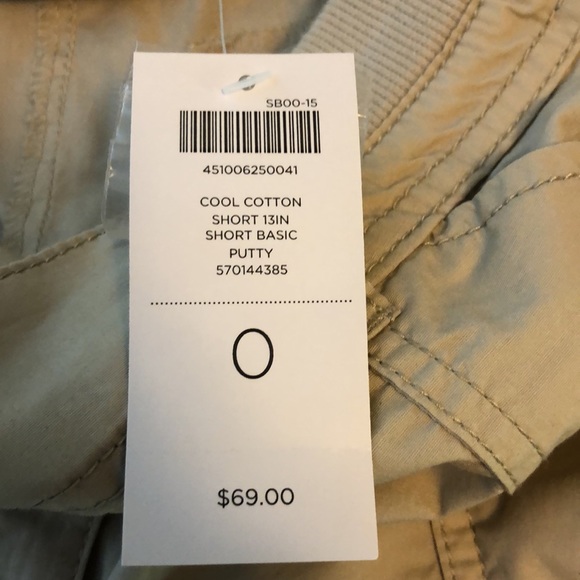 SB00-15
451006250041
COOL COTTON
SHORT 13IN
SHORT BASIC
PUTTY
570144385
0
$69.00